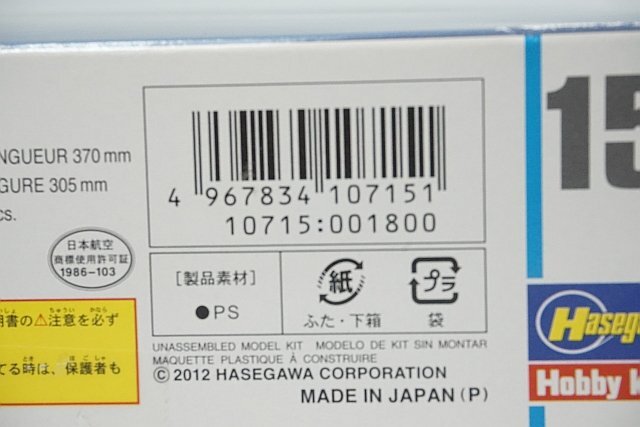 NGUEUR 370 mm
GURE 305 mm
cs.
日本航空
商標使用許可証
1986–103
の⚠注意を必ず
てる時は、保護者も
4 967834 107151
10715:001800
[製品素材]
●PS
紙
ふた・下箱
プラ
袋
UNASSEMBLED MODEL KIT MODELO DE KIT SIN MONTAR
MAQUETTE PLASTIQUE À CONSTRUIRE
© 2012 HASEGAWA CORPORATION
MADE IN JAPAN (P)
15
Hasega
Hobby k